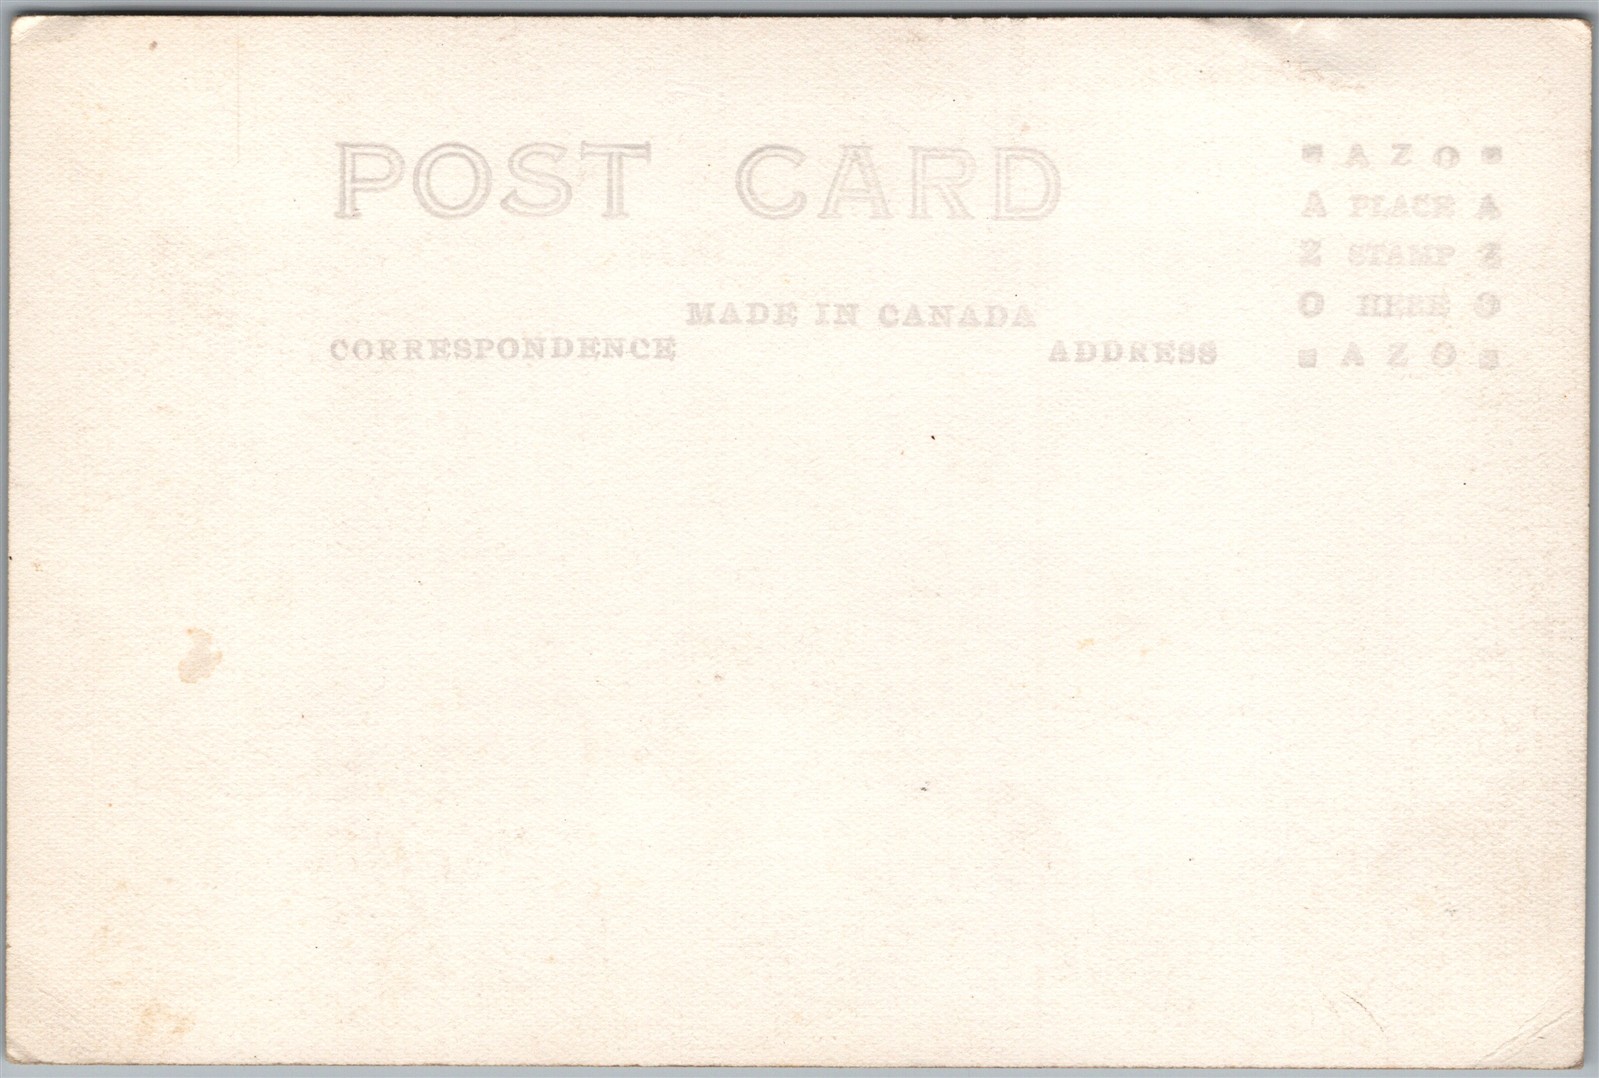 POST CARD
MADE IN CANADA
CORRESPONDENCE
ADDRESS
AZO
A PLACE A
Z STAMP Z
O HERE O
AZO